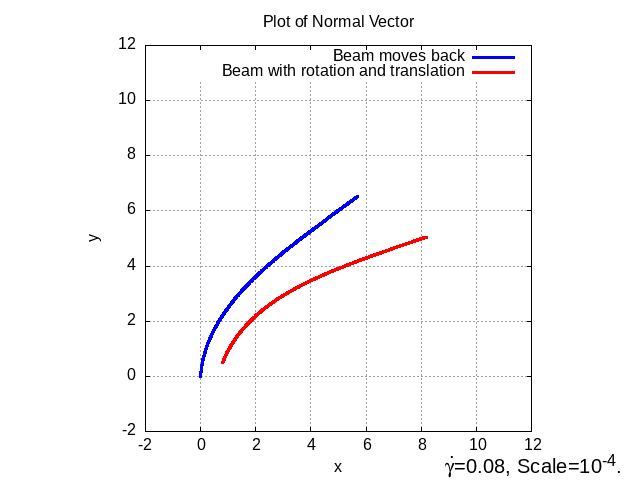 Plot of Normal Vector
Beam moves back
Beam with rotation and translation
12
10
8
6
4
2
0
-2
y
-2 0 2 4 6 8 10 12
x
γ̇=0.08, Scale=10⁻⁴.